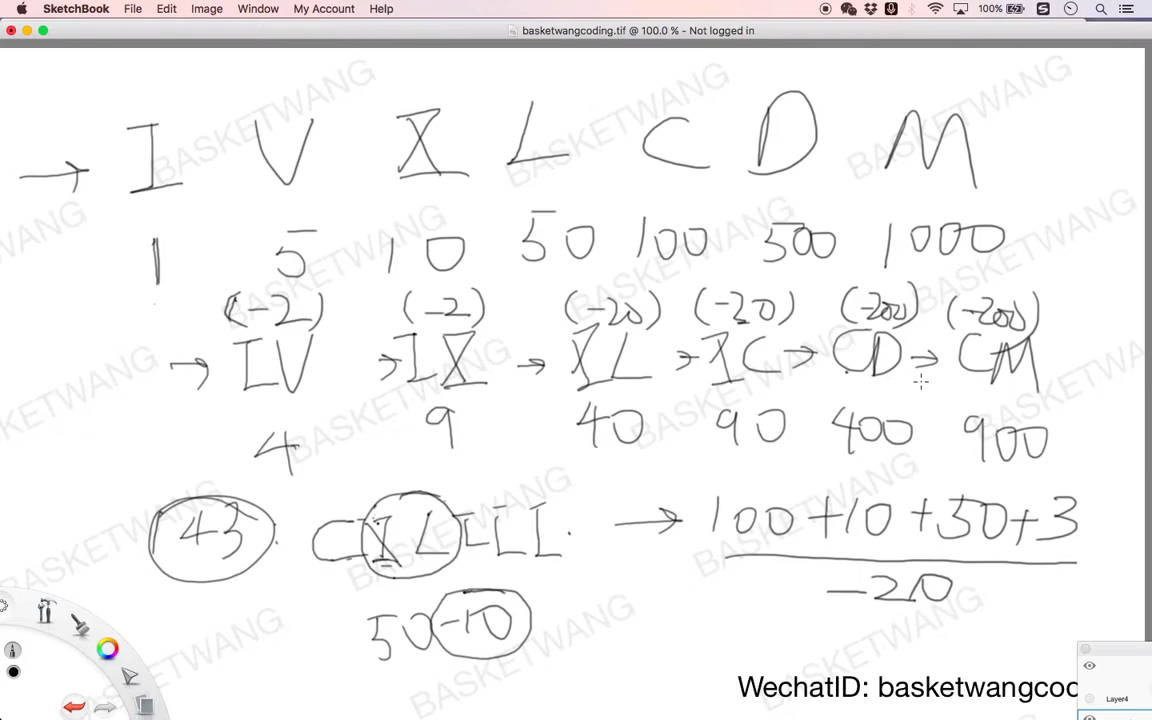 SketchBook File Edit Image Window My Account Help 100%
basketwangcoding.tif @ 100.0 % - Not logged in
→ I V X L C D M
1 5 10 50 100 500 1000
(-2) (-2) (-20) (-20) (-200) (-200)
→ IV → IX → XL → XC → CD → CM
4 9 40 90 400 900
143 CXLIII. → 100+10+50+3
-20
50-10
WechatID: basketwangcoo
Layer4
BASKETWANG